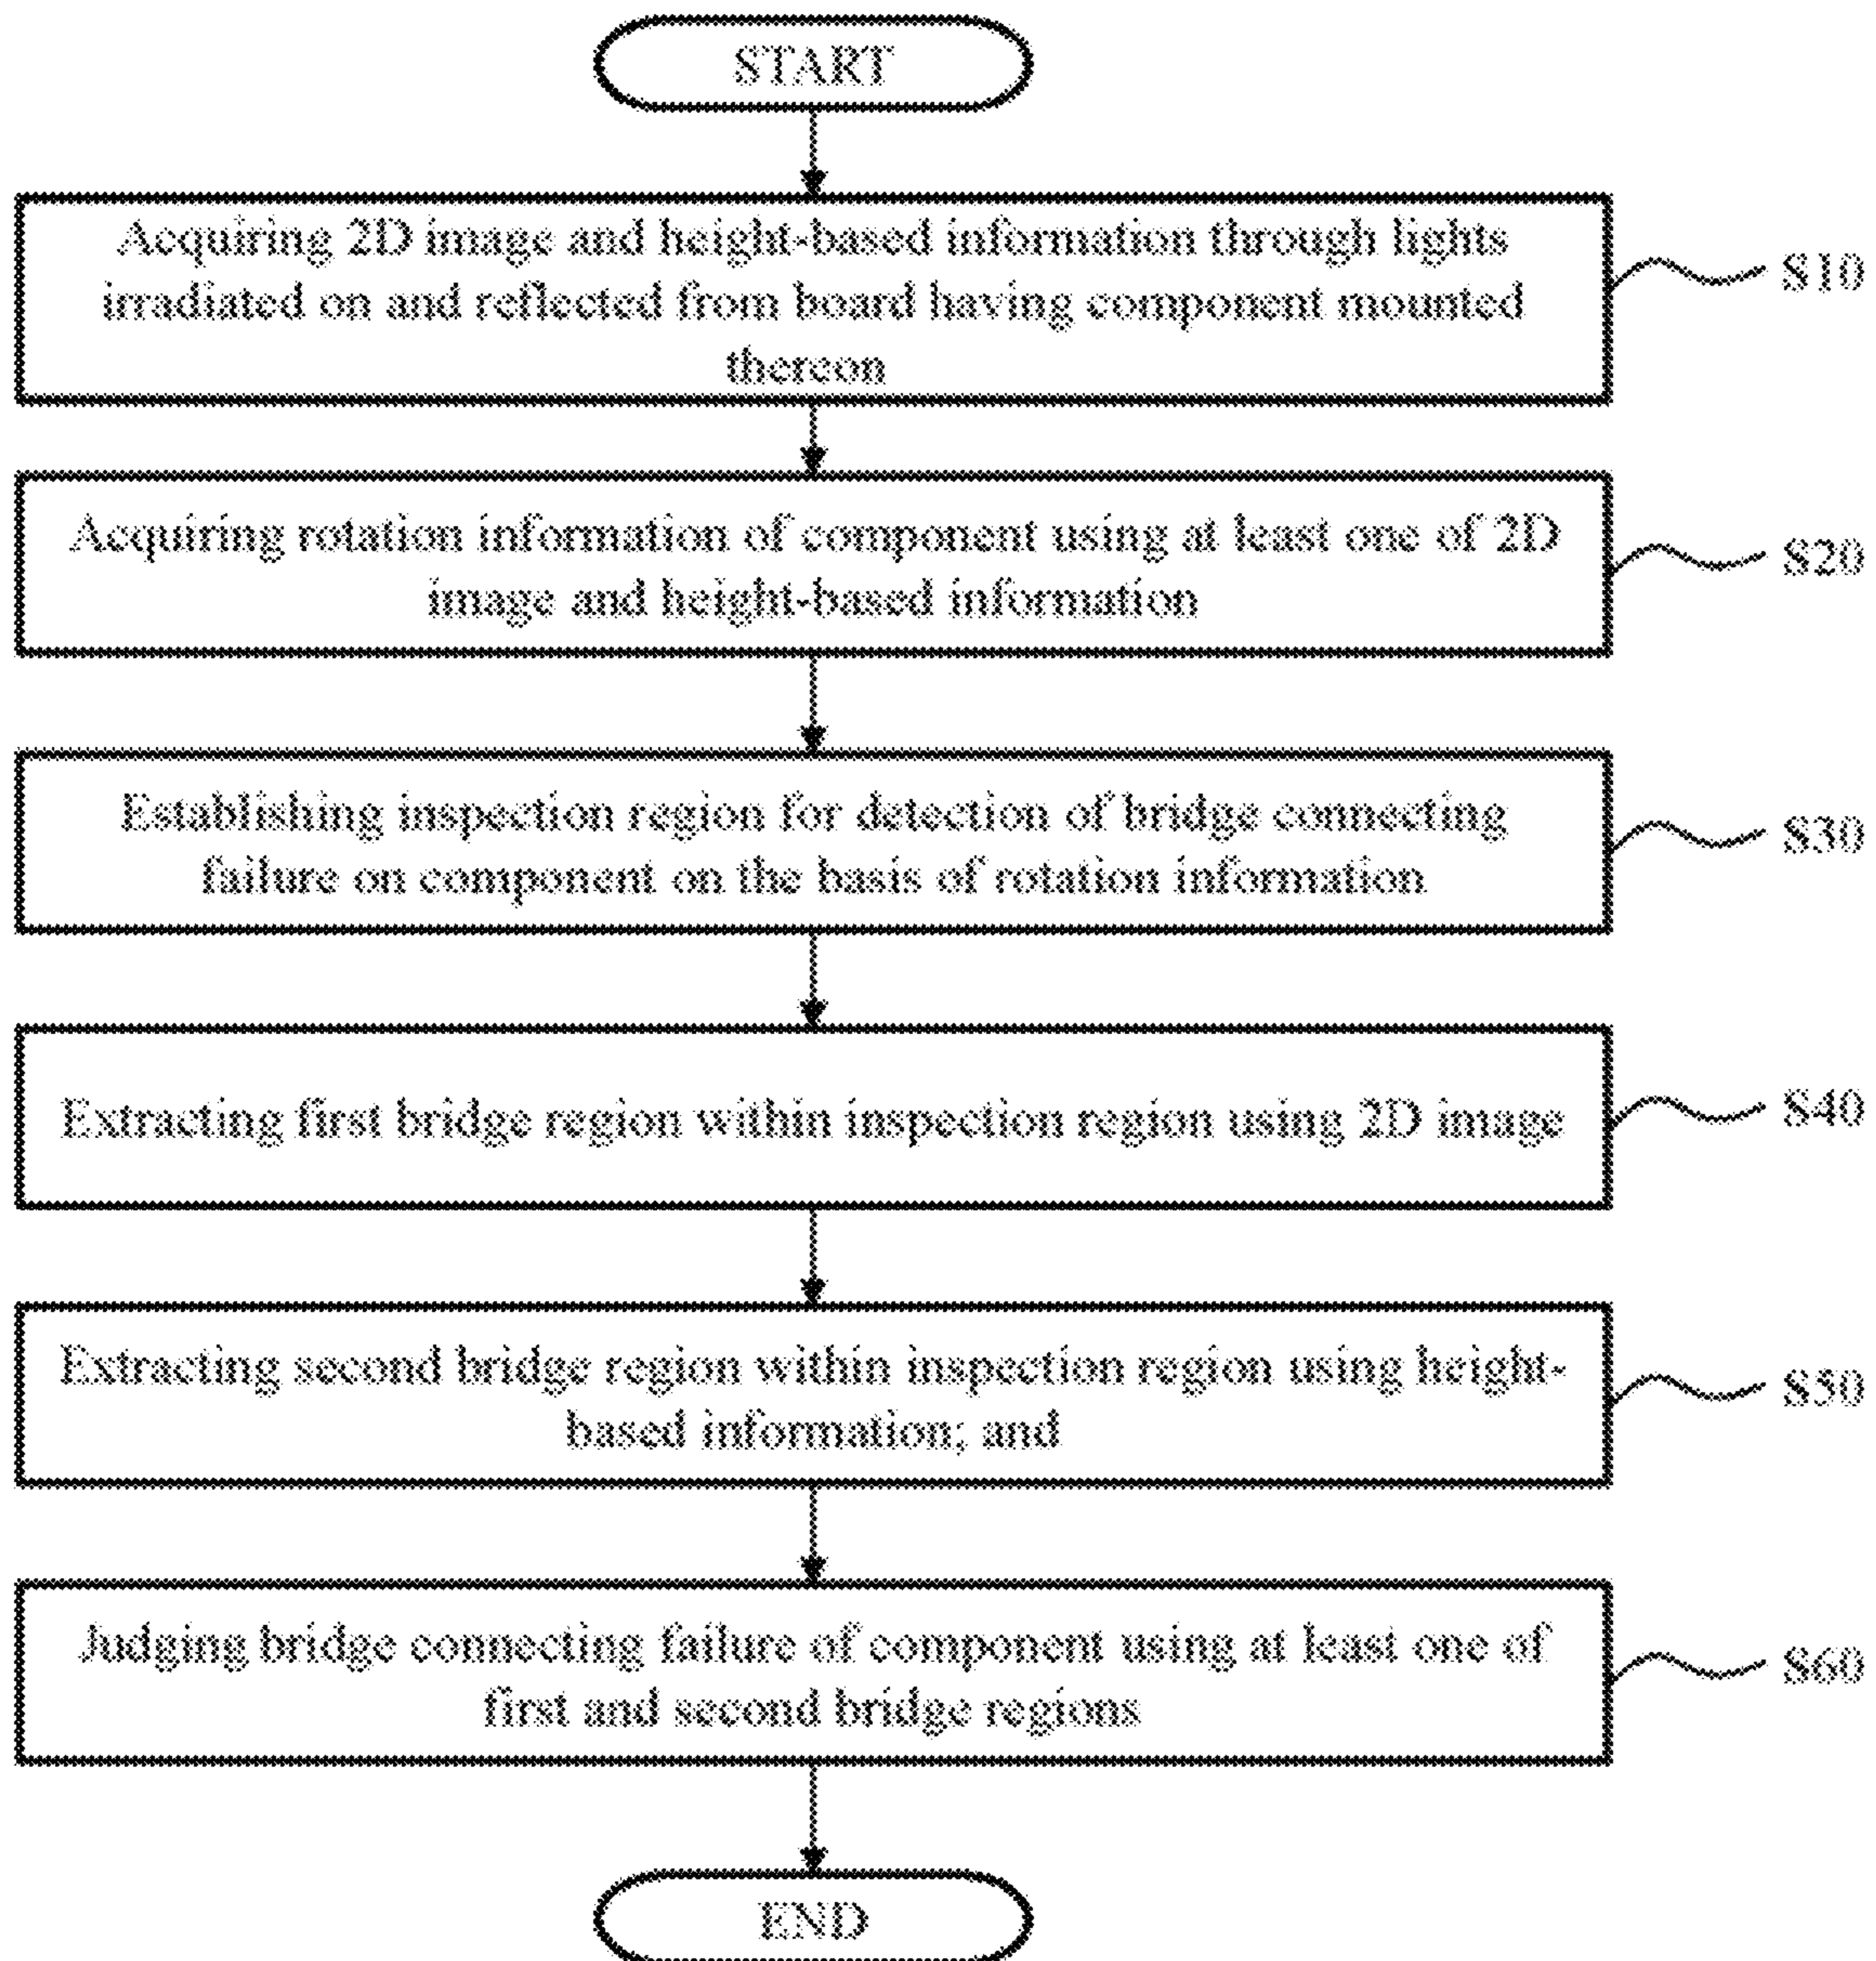 START
Acquiring 2D image and height-based information through lights
irradiated on and reflected from board having component mounted
thereon
S10
Acquiring rotation information of component using at least one of 2D
image and height-based information
S20
Establishing inspection region for detection of bridge connecting
failure on component on the basis of rotation information
S30
Extracting first bridge region within inspection region using 2D image
S40
Extracting second bridge region within inspection region using height-
based information; and
S50
Judging bridge connecting failure of component using at least one of
first and second bridge regions
S60
END